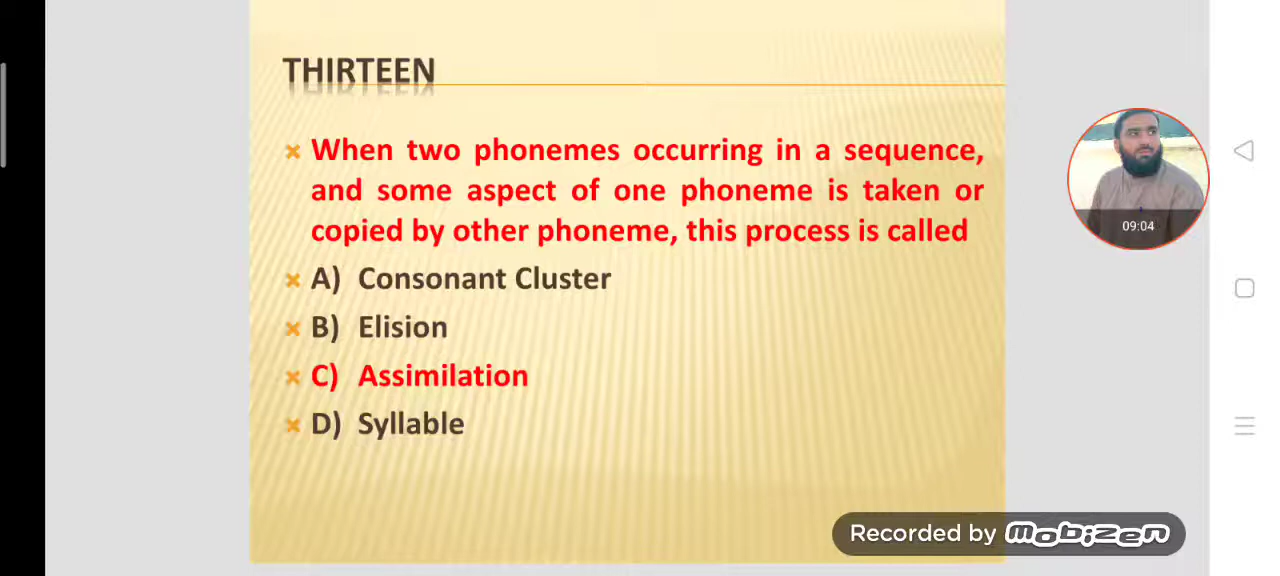 THIRTEEN
When two phonemes occurring in a sequence,
and some aspect of one phoneme is taken or
copied by other phoneme, this process is called
A) Consonant Cluster
B) Elision
C) Assimilation
D) Syllable
09:04
Recorded by Mobizen